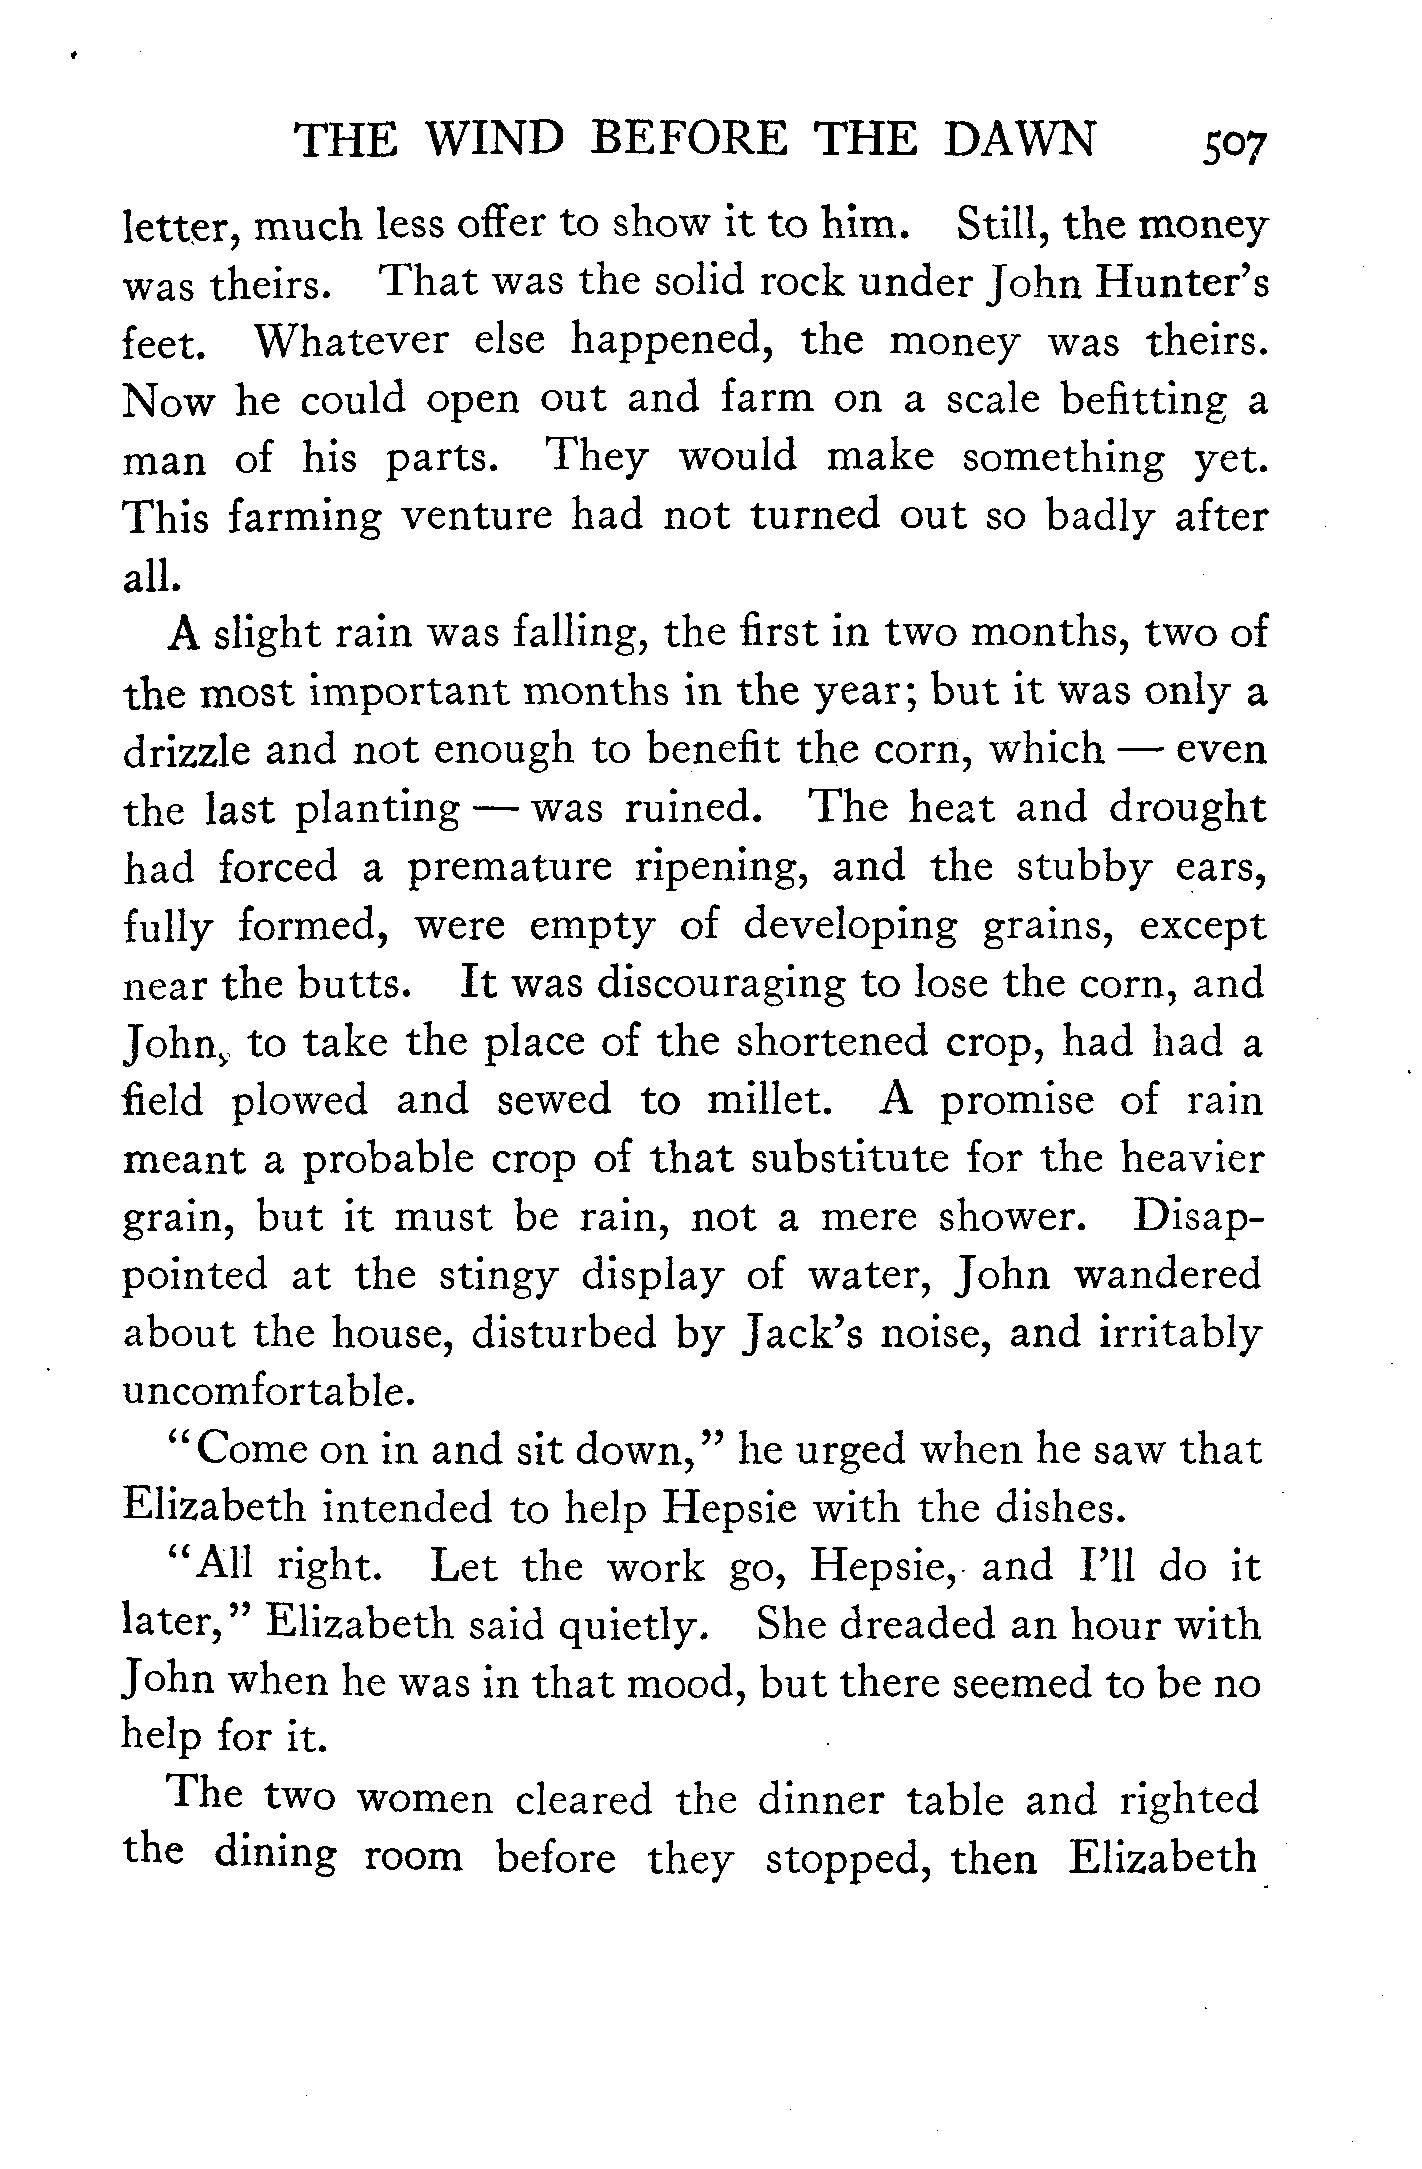 THE WIND BEFORE THE DAWN 507
letter, much less offer to show it to him. Still, the money
was theirs. That was the solid rock under John Hunter's
feet. Whatever else happened, the money was theirs.
Now he could open out and farm on a scale befitting a
man of his parts. They would make something yet.
This farming venture had not turned out so badly after
all.
A slight rain was falling, the first in two months, two of
the most important months in the year; but it was only a
drizzle and not enough to benefit the corn, which — even
the last planting — was ruined. The heat and drought
had forced a premature ripening, and the stubby ears,
fully formed, were empty of developing grains, except
near the butts. It was discouraging to lose the corn, and
John, to take the place of the shortened crop, had had a
field plowed and sewed to millet. A promise of rain
meant a probable crop of that substitute for the heavier
grain, but it must be rain, not a mere shower. Disap-
pointed at the stingy display of water, John wandered
about the house, disturbed by Jack's noise, and irritably
uncomfortable.
"Come on in and sit down," he urged when he saw that
Elizabeth intended to help Hepsie with the dishes.
"All right. Let the work go, Hepsie, and I'll do it
later," Elizabeth said quietly. She dreaded an hour with
John when he was in that mood, but there seemed to be no
help for it.
The two women cleared the dinner table and righted
the dining room before they stopped, then Elizabeth